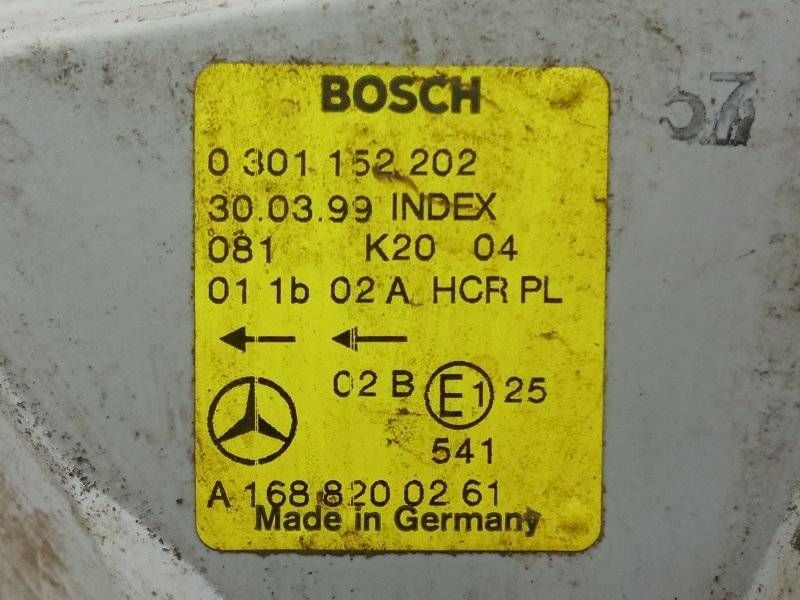 BOSCH
57
0 301 152 202
30.03.99 INDEX
081 K20 04
01 1b 02 A HCR PL
02 B E1 25
541
A 168 820 02 61
Made in Germany